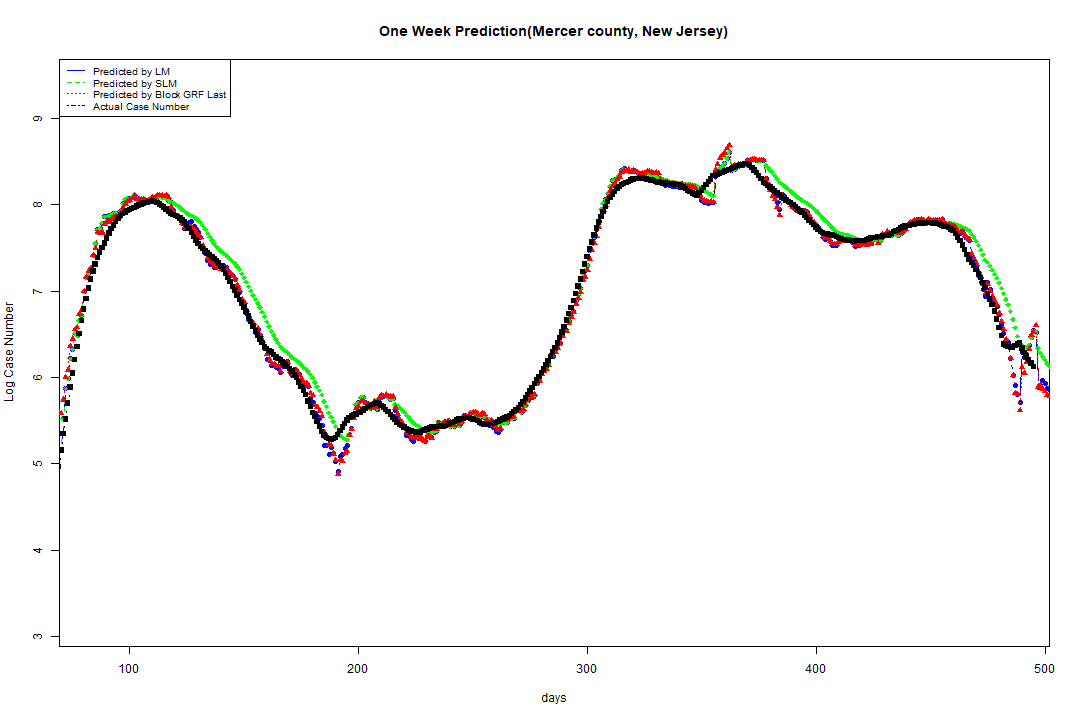 One Week Prediction(Mercer county, New Jersey)
Predicted by LM
Predicted by SLM
Predicted by Block GRF Last
Actual Case Number
9
8
7
6
5
4
3
Log Case Number
100 200 300 400 500
days